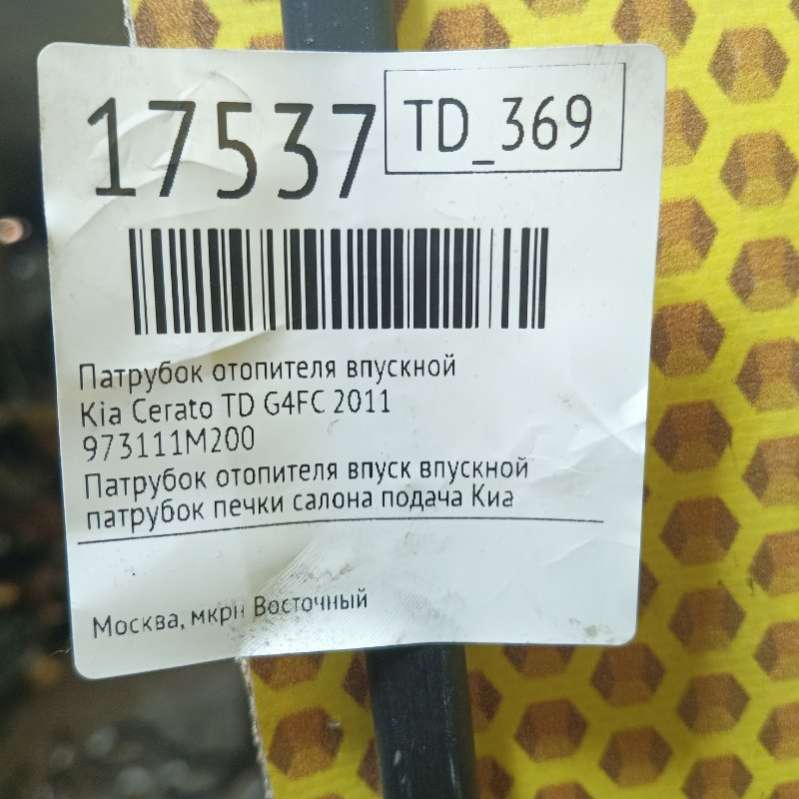 17537
TD_369
Патрубок отопителя впускной
Kia Cerato TD G4FC 2011
973111M200
Патрубок отопителя впуск впускной
патрубок печки салона подача Киа
Москва, мкрн Восточный